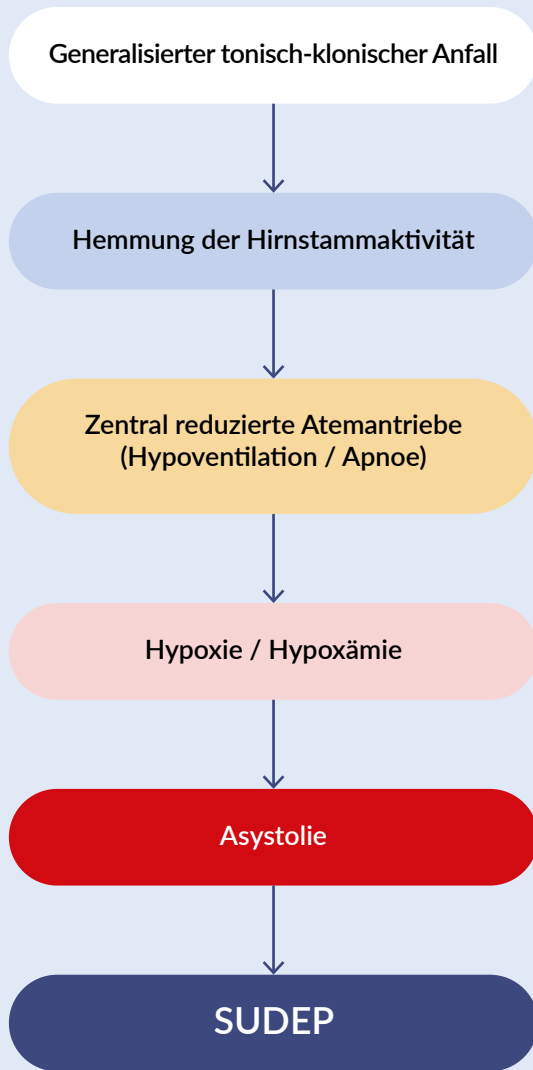 Generalisierter tonisch-klonischer Anfall
Hemmung der Hirnstammaktivität
Zentral reduzierte Atemantriebe
(Hypoventilation / Apnoe)
Hypoxie / Hypoxämie
Asystolie
SUDEP